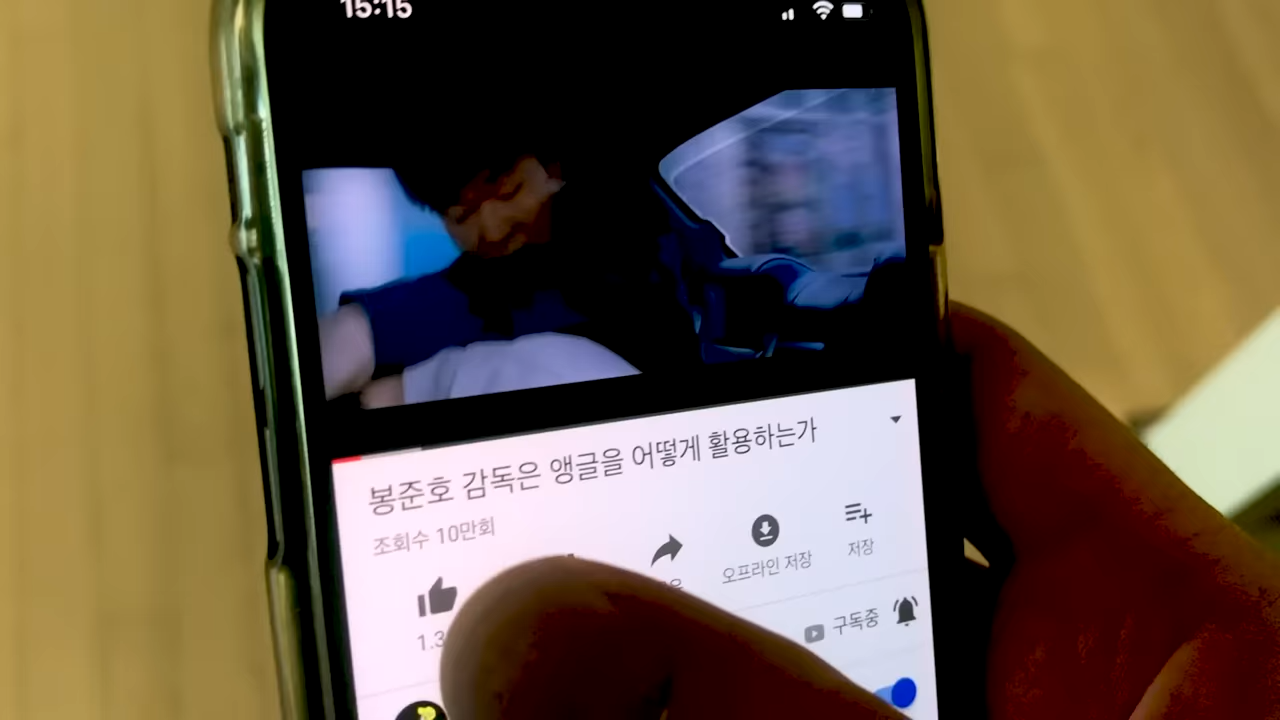 15:15
봉준호 감독은 앵글을 어떻게 활용하는가
조회수 10만회
오프라인 저장
저장
구독중